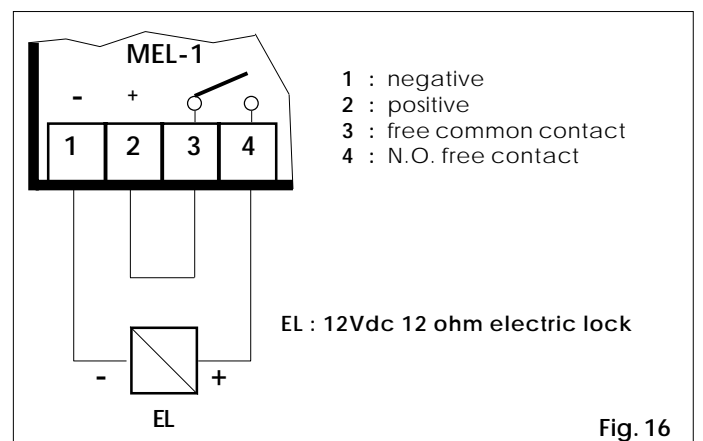 MEL-1
- +
1 2 3 4
1 : negative
2 : positive
3 : free common contact
4 : N.O. free contact
EL : 12Vdc 12 ohm electric lock
- +
EL
Fig. 16